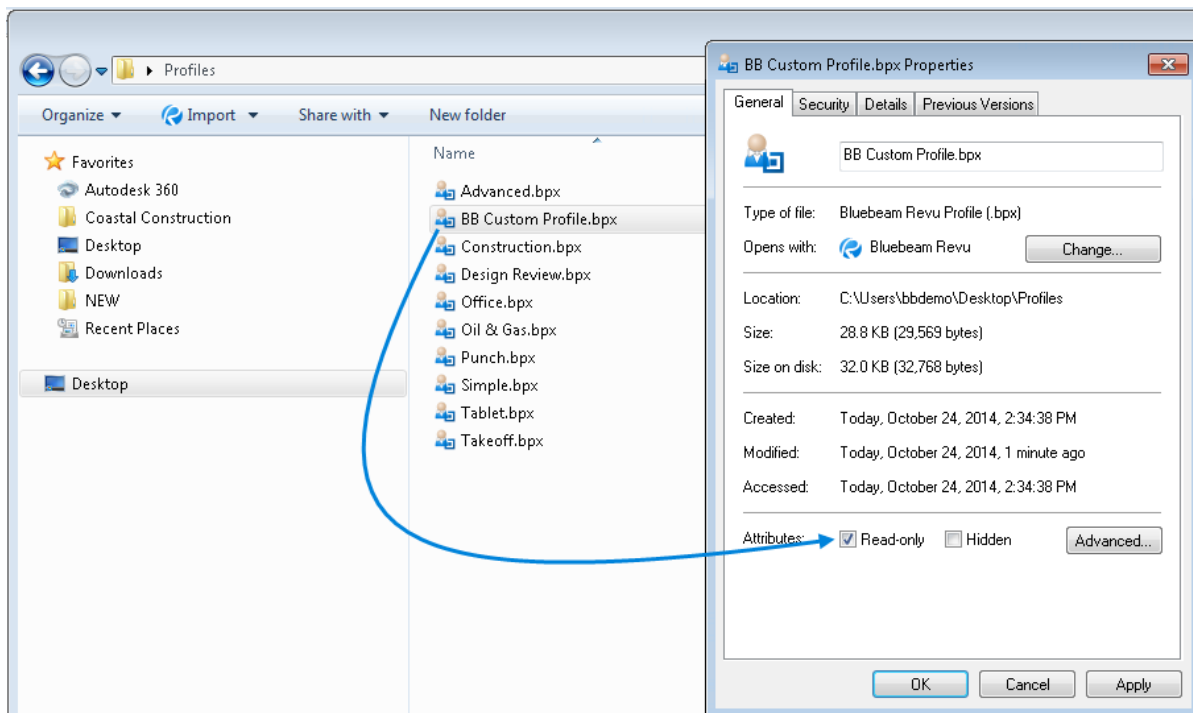 Profiles
Organize Import Share with New folder
Favorites
Autodesk 360
Coastal Construction
Desktop
Downloads
NEW
Recent Places
Desktop
Name
Advanced.bpx
BB Custom Profile.bpx
Construction.bpx
Design Review.bpx
Office.bpx
Oil & Gas.bpx
Punch.bpx
Simple.bpx
Tablet.bpx
Takeoff.bpx
BB Custom Profile.bpx Properties
General Security Details Previous Versions
BB Custom Profile.bpx
Type of file: Bluebeam Revu Profile (.bpx)
Opens with: Bluebeam Revu Change...
Location: C:\Users\bbdemo\Desktop\Profiles
Size: 28.8 KB (29,569 bytes)
Size on disk: 32.0 KB (32,768 bytes)
Created: Today, October 24, 2014, 2:34:38 PM
Modified: Today, October 24, 2014, 1 minute ago
Accessed: Today, October 24, 2014, 2:34:38 PM
Attributes: Read-only Hidden Advanced...
OK Cancel Apply